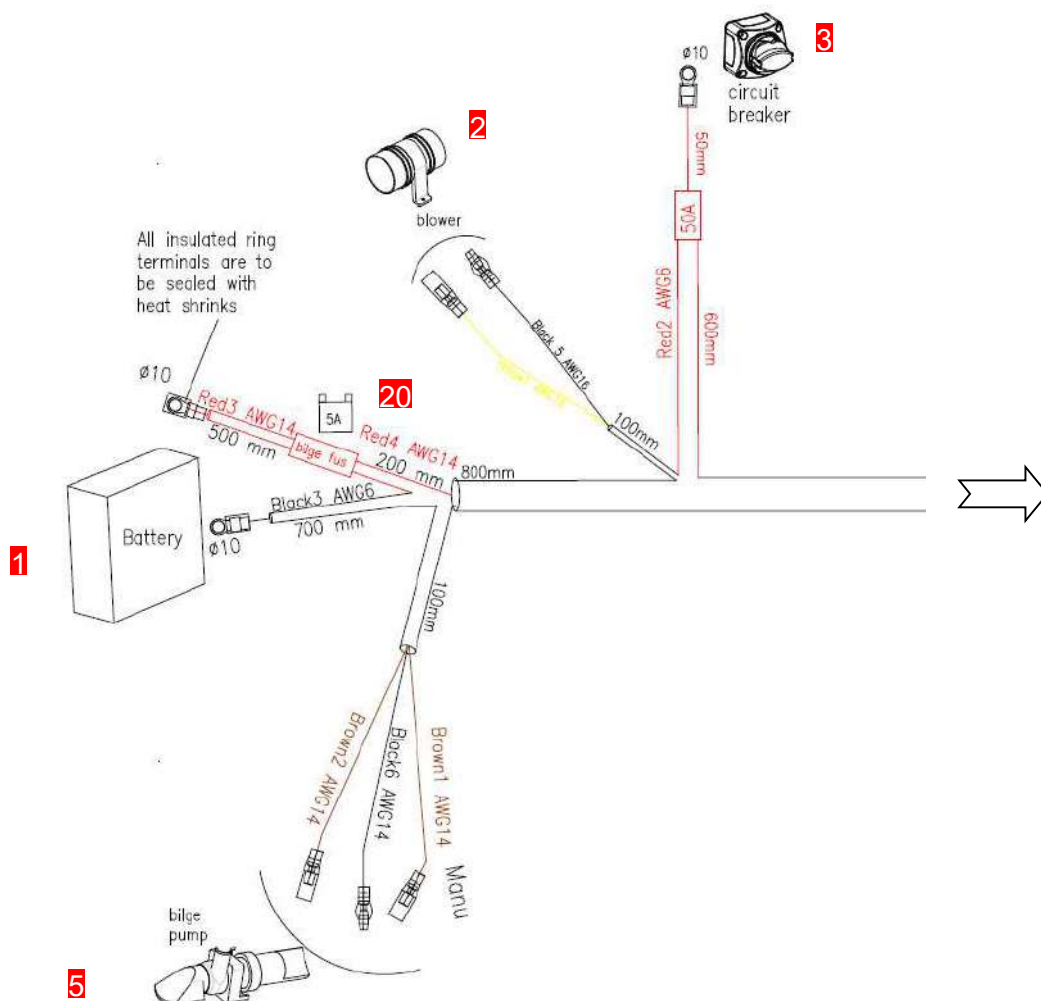 3
ø10
circuit
breaker
2
50mm
blower
50A
All insulated ring
terminals are to
be sealed with
heat shrinks
Red2 AWG6
600mm
Black 5 AWG16
100mm
ø10
20
5A
Red3 AWG14
500 mm
bilge fus
Red4 AWG14
200 mm
800mm
Black3 AWG6
700 mm
Battery
ø10
1
100mm
Brown2 AWG14
Black6 AWG14
Brown1 AWG14
Manu
bilge
pump
5